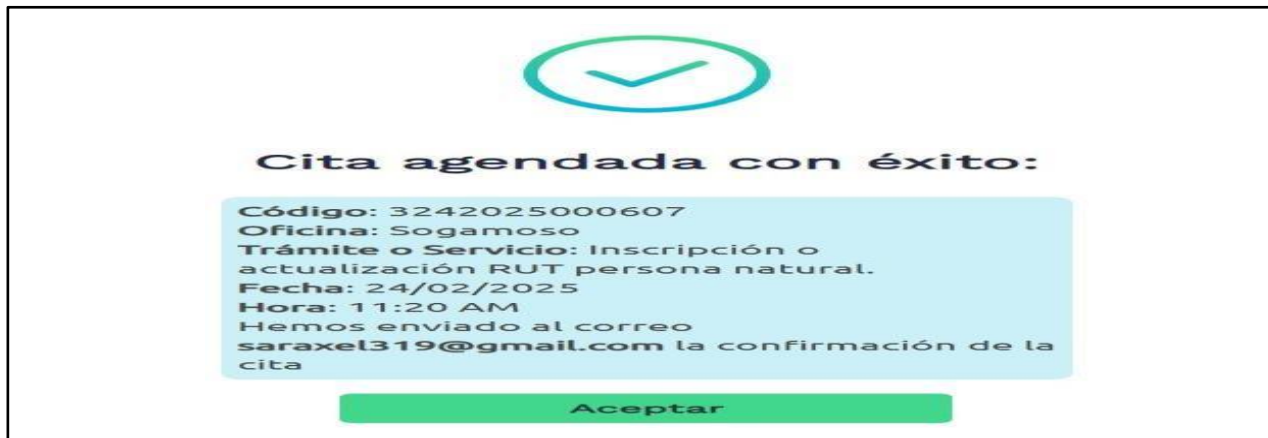 Cita agendada con éxito:
Código: 3242025000607
Oficina: Sogamoso
Trámite o Servicio: Inscripción o
actualización RUT persona natural.
Fecha: 24/02/2025
Hora: 11:20 AM
Hemos enviado al correo
saraxel319@gmail.com la confirmación de la
cita
Aceptar